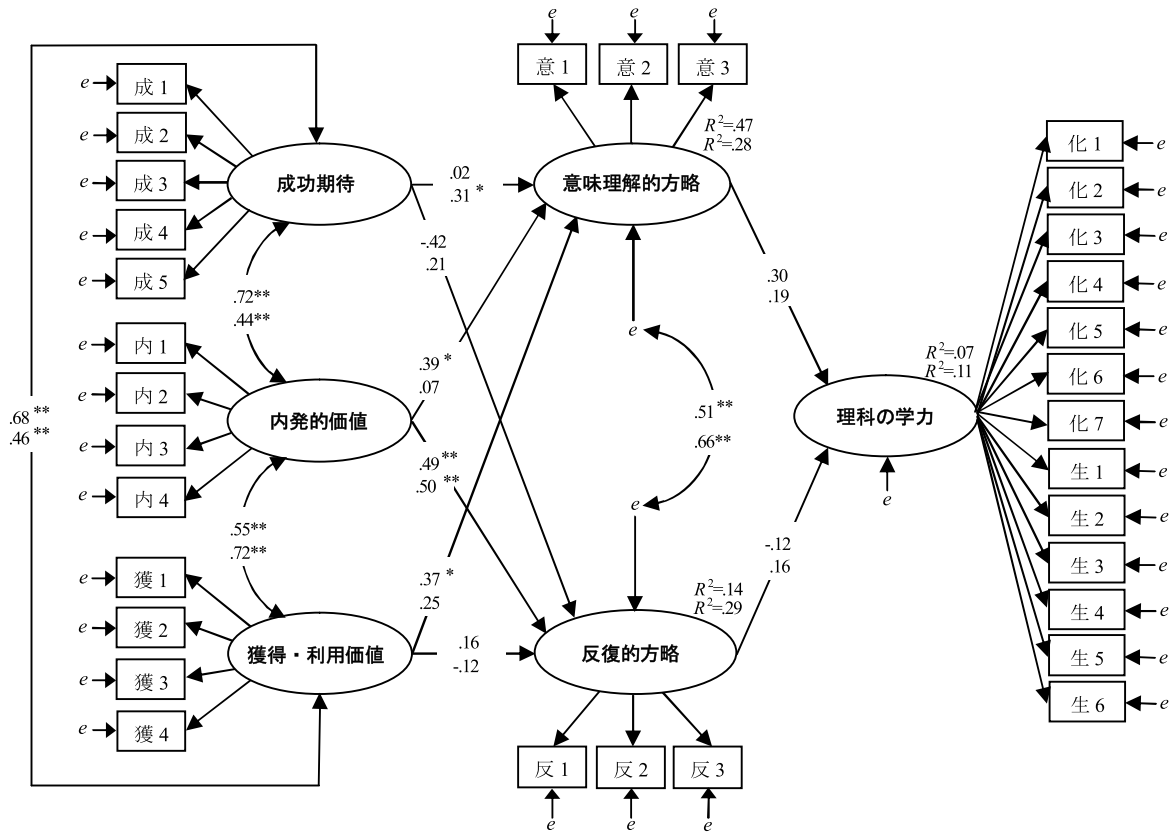 e e e
意1 意2 意3
R²=.47
R²=.28
e 成1
e 成2
e 成3
e 成4
e 成5
成功期待
.02
.31 *
意味理解的方略
-.42
.21
.72**
.44**
e 内1
e 内2
e 内3
e 内4
内発的価値
.39 *
.07
.49**
.50 **
.68 **
.46 **
.55**
.72**
e 獲1
e 獲2
e 獲3
e 獲4
獲得・利用価値
.37 *
.25
.16
-.12
e
.51**
.66**
e
R²=.14
R²=.29
反復的方略
反1 反2 反3
e e e
.30
.19
-.12
.16
R²=.07
R²=.11
理科の学力
e
化1 e
化2 e
化3 e
化4 e
化5 e
化6 e
化7 e
生1 e
生2 e
生3 e
生4 e
生5 e
生6 e